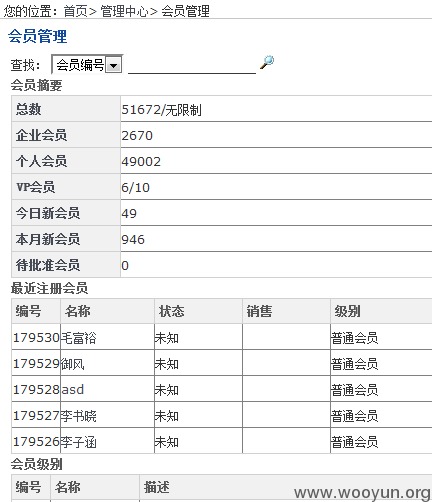 您的位置：首页> 管理中心> 会员管理
会员管理
查找： 会员编号
会员摘要
总数 51672/无限制
企业会员 2670
个人会员 49002
VP会员 6/10
今日新会员 49
本月新会员 946
待批准会员 0
最近注册会员
编号 名称 状态 销售 级别
179530 毛富裕 未知 普通会员
179529 御风 未知 普通会员
179528 asd 未知 普通会员
179527 李书晓 未知 普通会员
179526 李子涵 未知 普通会员
会员级别
编号 名称 描述
www.wooyun.org